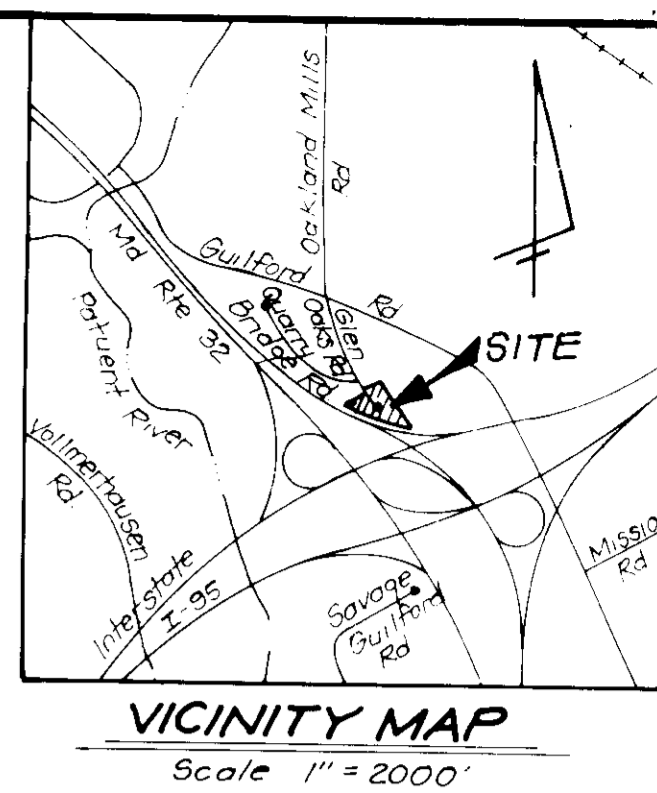 Oakland Mills
Rd
Guilford
Rd
Md Rte 32
Quarry
Bridge Rd
Glen
Oaks Rd
SITE
Patuent River
Vollmerhausen
Rd.
Interstate
I-95
Savage
Guilford
Rd
Missio
Rd
VICINITY MAP
Scale 1" = 2000'